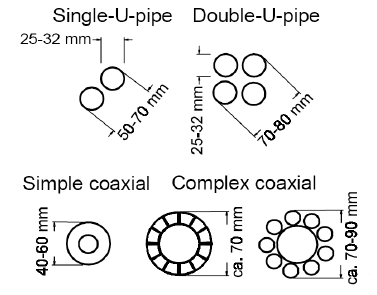 Single-U-pipe
Double-U-pipe
25-32 mm
50-70 mm
25-32 mm
70-80 mm
Simple coaxial
Complex coaxial
40-60 mm
ca. 70 mm
ca. 70-90 mm